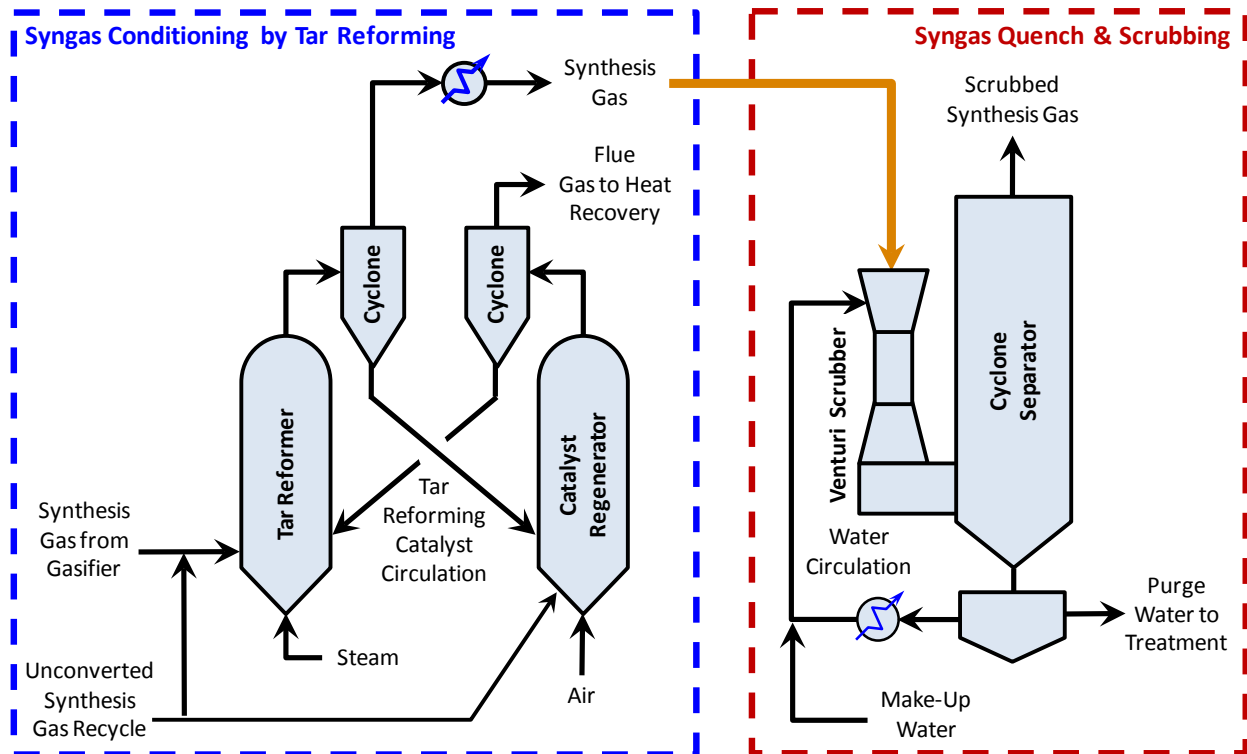 Syngas Conditioning by Tar Reforming
Syngas Quench & Scrubbing
Synthesis
Gas
Scrubbed
Synthesis Gas
Flue
Gas to Heat
Recovery
Cyclone
Cyclone
Tar Reformer
Catalyst
Regenerator
Venturi Scrubber
Cyclone
Separator
Tar
Reforming
Catalyst
Circulation
Synthesis
Gas from
Gasifier
Water
Circulation
Purge
Water to
Treatment
Steam
Unconverted
Synthesis
Gas Recycle
Air
Make-Up
Water